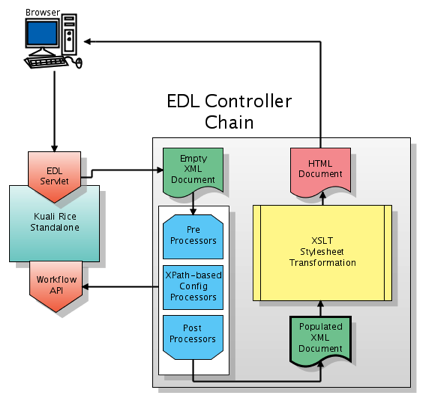 Browser
EDL Controller
Chain
EDL
Servlet
Empty
XML
Document
HTML
Document
Kuali Rice
Standalone
Pre
Processors
XSLT
Stylesheet
Transformation
XPath-based
Config
Processors
Workflow
API
Post
Processors
Populated
XML
Document